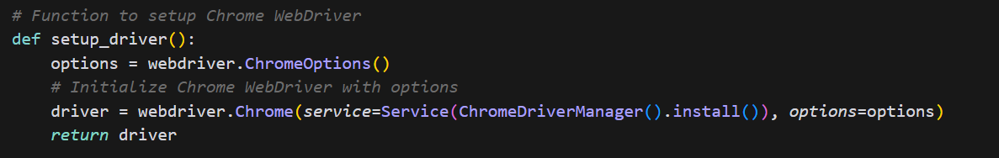 # Function to setup Chrome WebDriver
def setup_driver():
    options = webdriver.ChromeOptions()
    # Initialize Chrome WebDriver with options
    driver = webdriver.Chrome(service=Service(ChromeDriverManager().install()), options=options)
    return driver